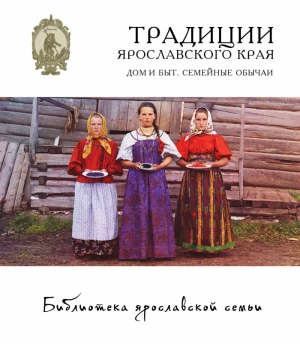 ТРАДИЦИИ
ЯРОСЛАВСКОГО КРАЯ
ДОМ И БЫТ. СЕМЕЙНЫЕ ОБЫЧАИ
Библиотека ярославской семьи